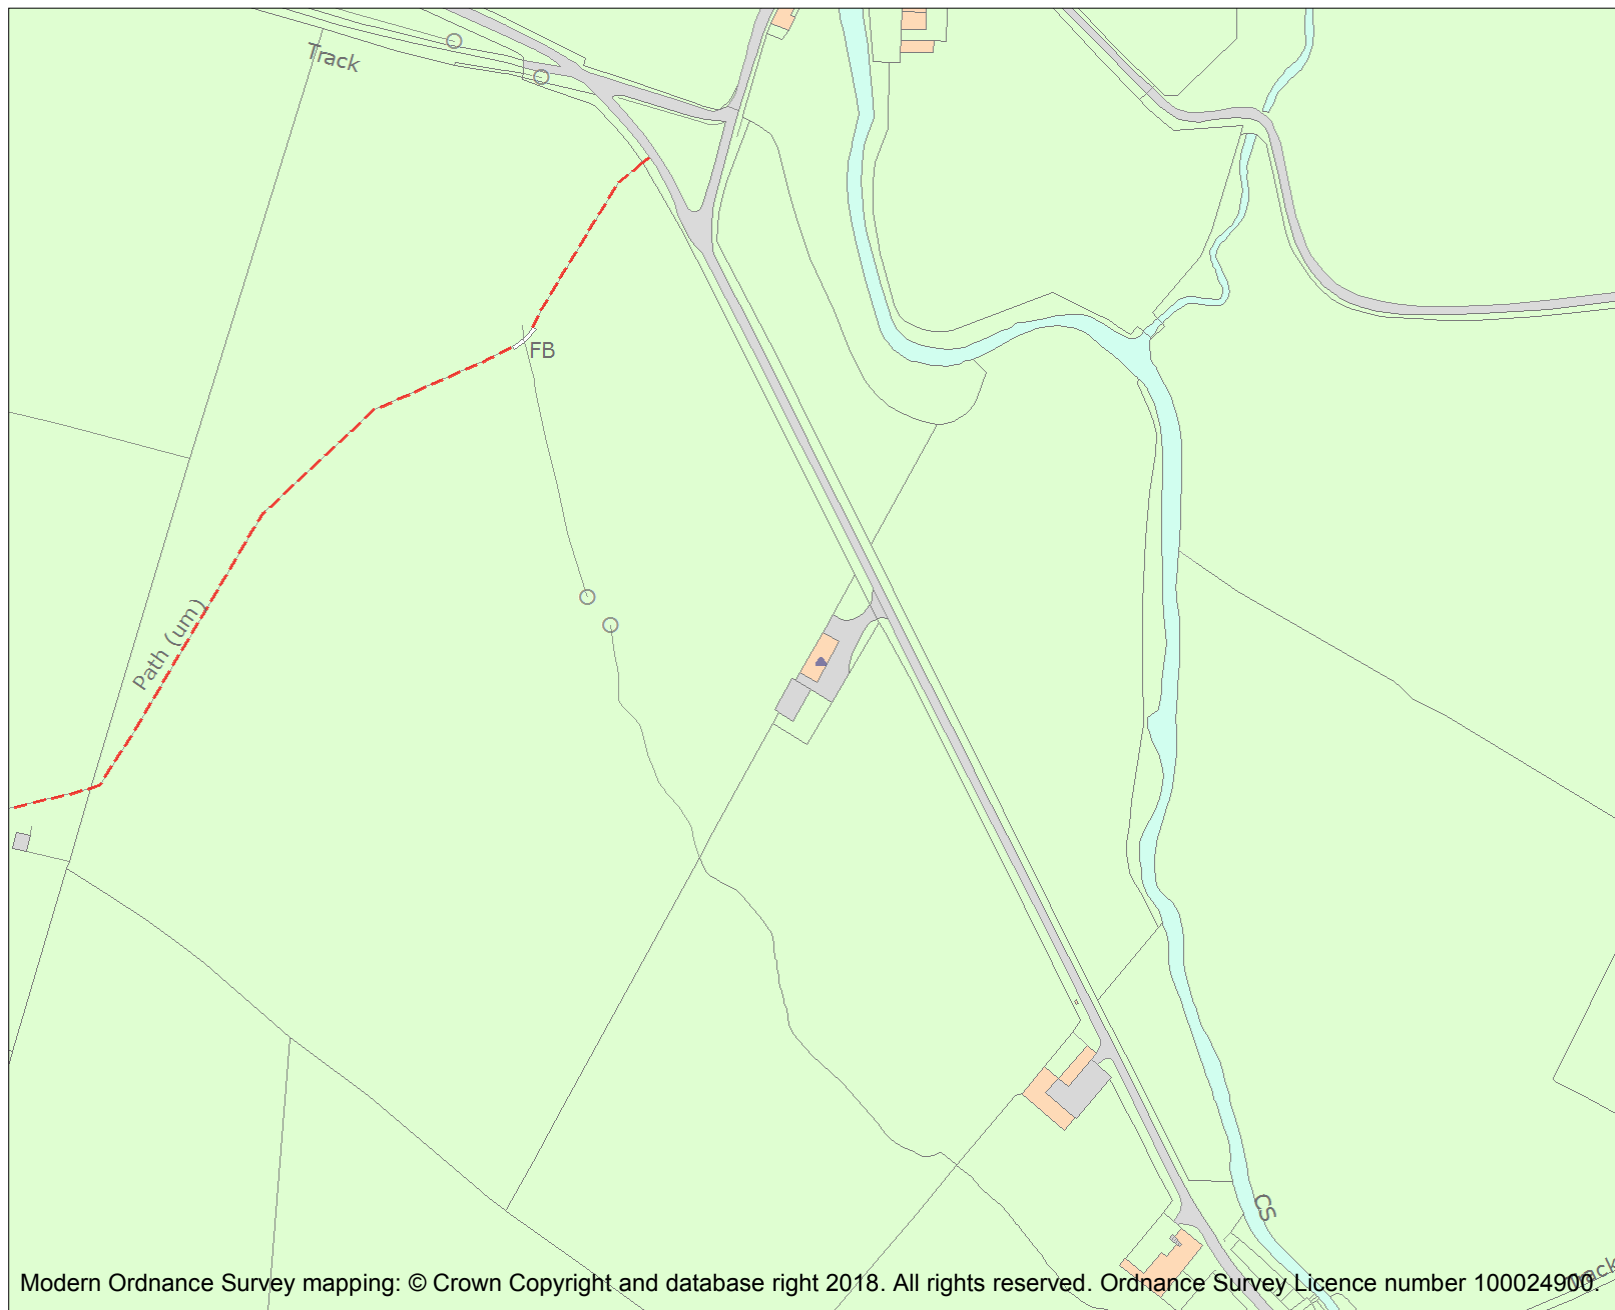 Track
FB
Path (um)
CS
Track
Modern Ordnance Survey mapping: © Crown Copyright and database right 2018. All rights reserved. Ordnance Survey Licence number 100024900.